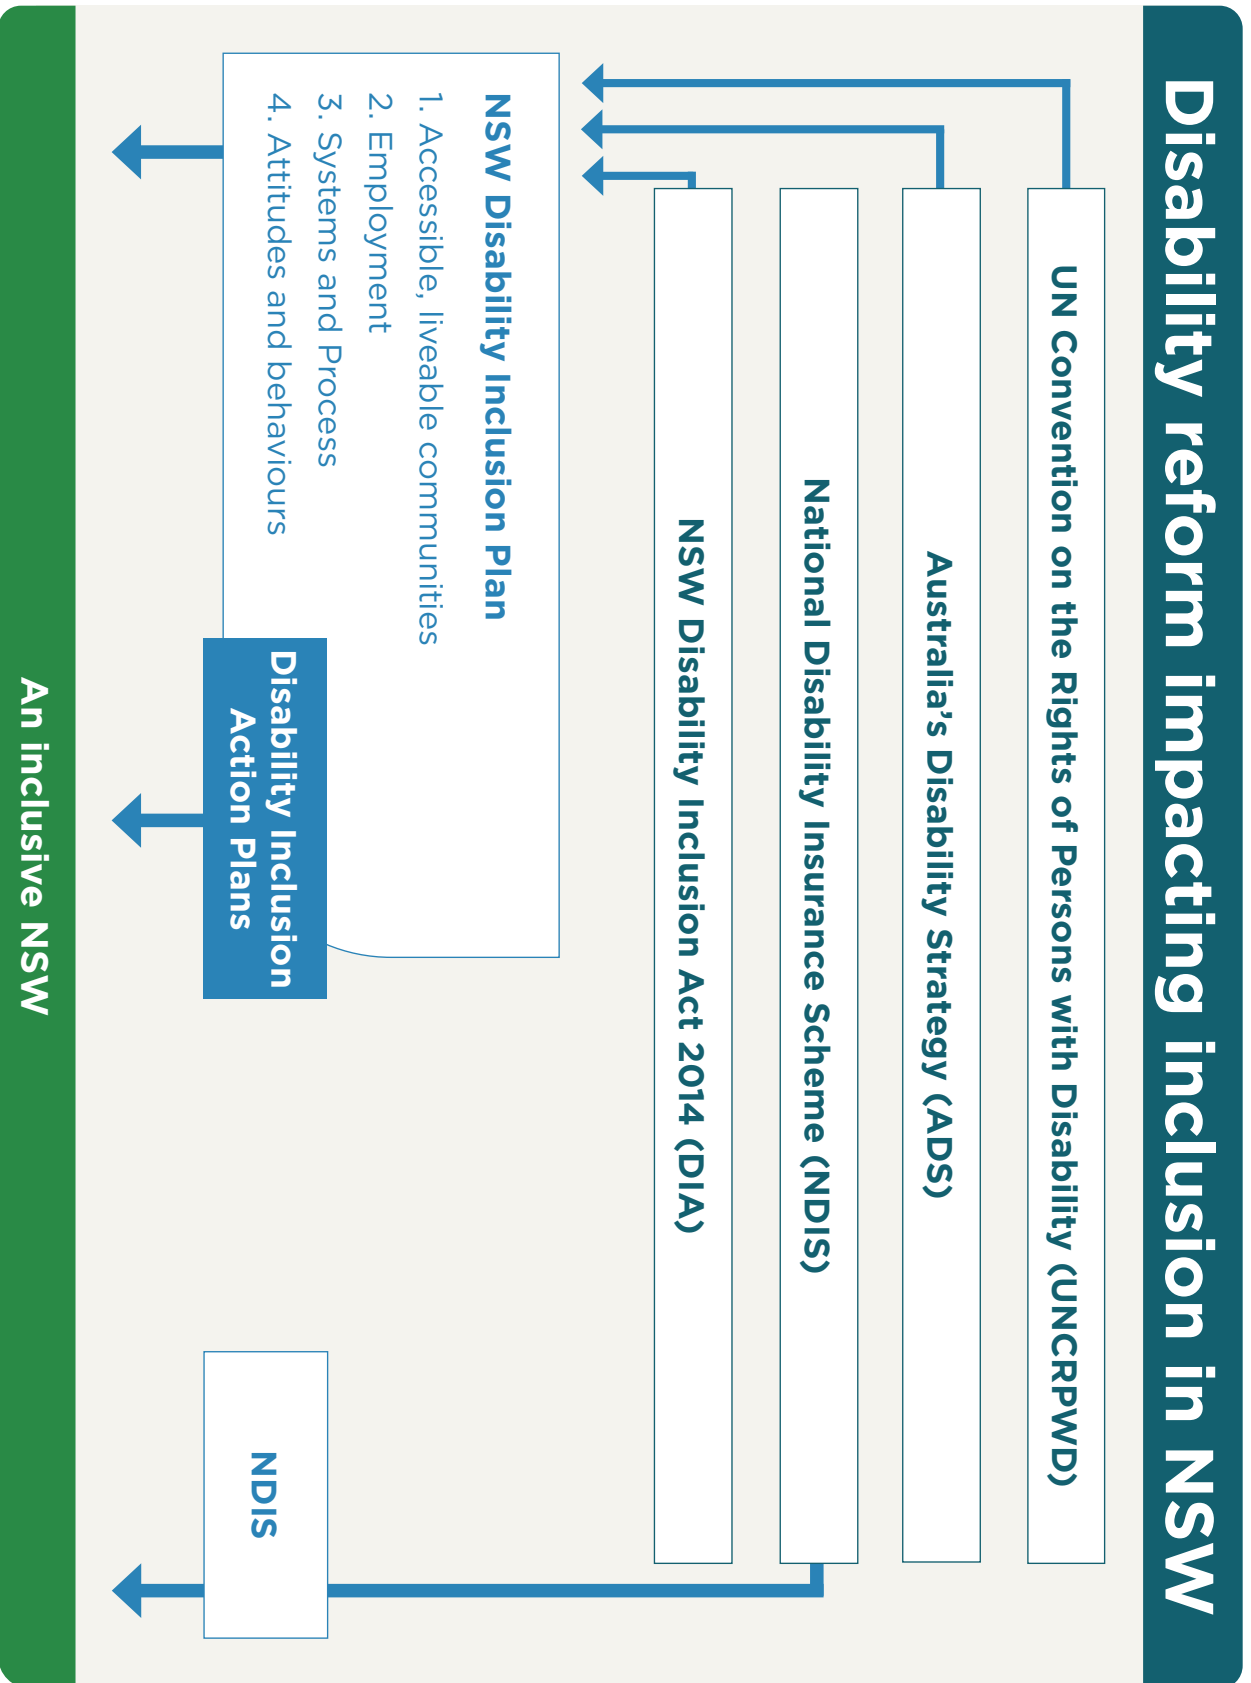 Disability reform impacting inclusion in NSW
UN Convention on the Rights of Persons with Disability (UNCRPWD)
Australia's Disability Strategy (ADS)
National Disability Insurance Scheme (NDIS)
NSW Disability Inclusion Act 2014 (DIA)
NSW Disability Inclusion Plan
1. Accessible, liveable communities
2. Employment
3. Systems and Process
4. Attitudes and behaviours
Disability Inclusion
Action Plans
NDIS
An inclusive NSW